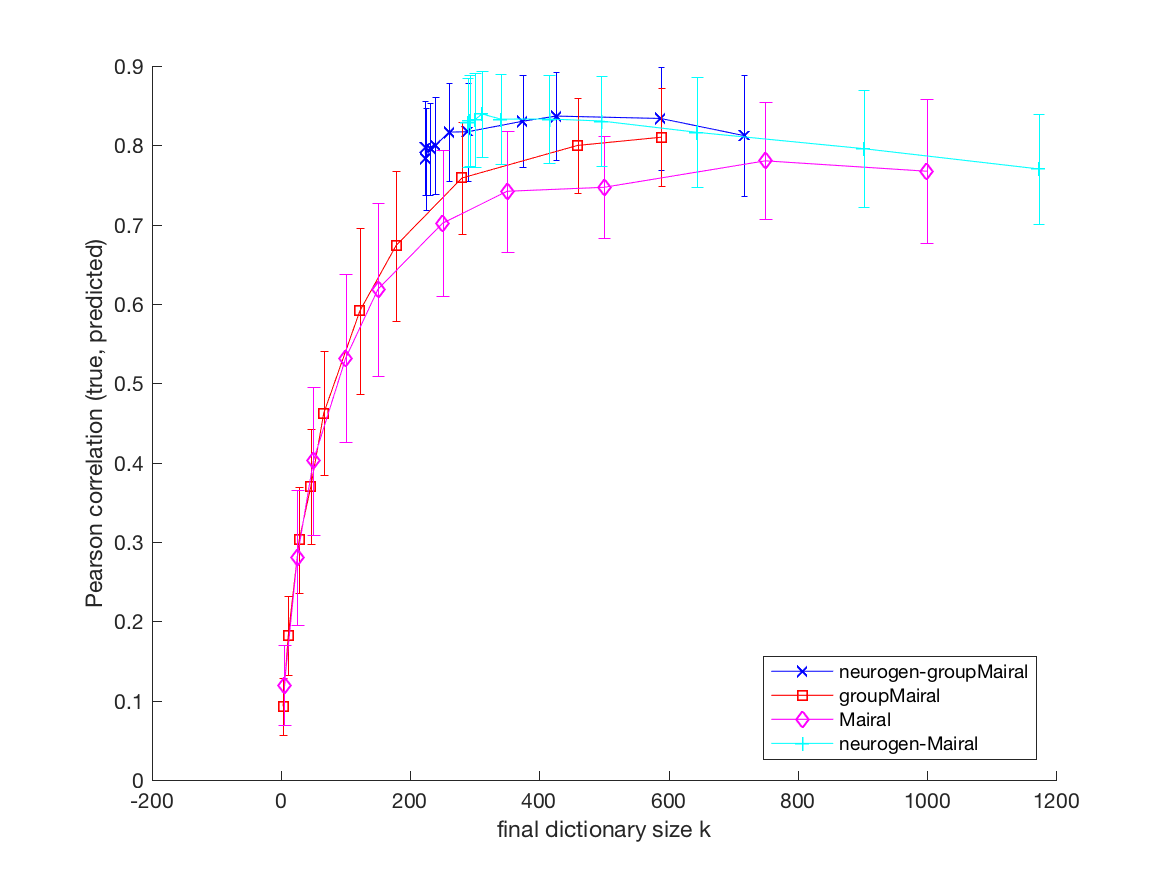 0.9
0.8
0.7
0.6
0.5
0.4
0.3
0.2
0.1
0
Pearson correlation (true, predicted)
-200 0 200 400 600 800 1000 1200
final dictionary size k
neurogen-groupMairal
groupMairal
Mairal
neurogen-Mairal